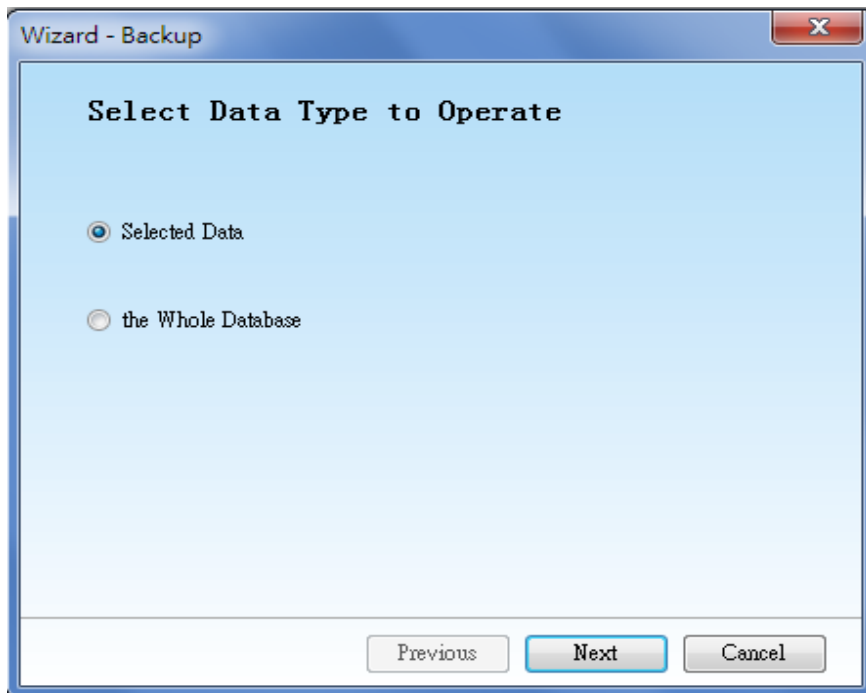 Wizard - Backup
Select Data Type to Operate
Selected Data
the Whole Database
Previous Next Cancel